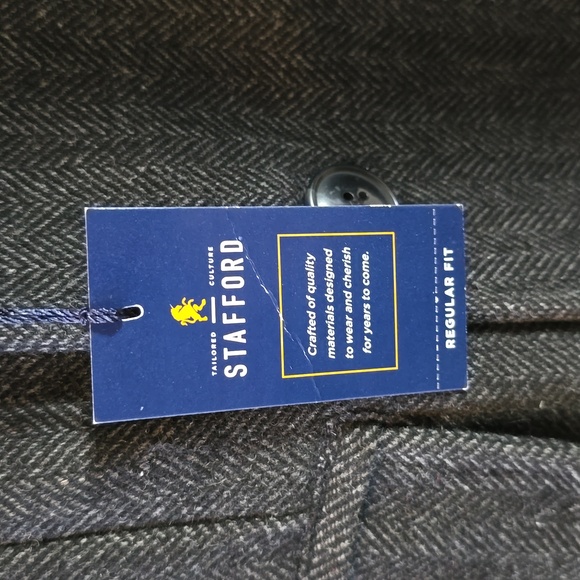 TAILORED CULTURE
STAFFORD®
Crafted of quality
materials designed
to wear and cherish
for years to come.
REGULAR FIT